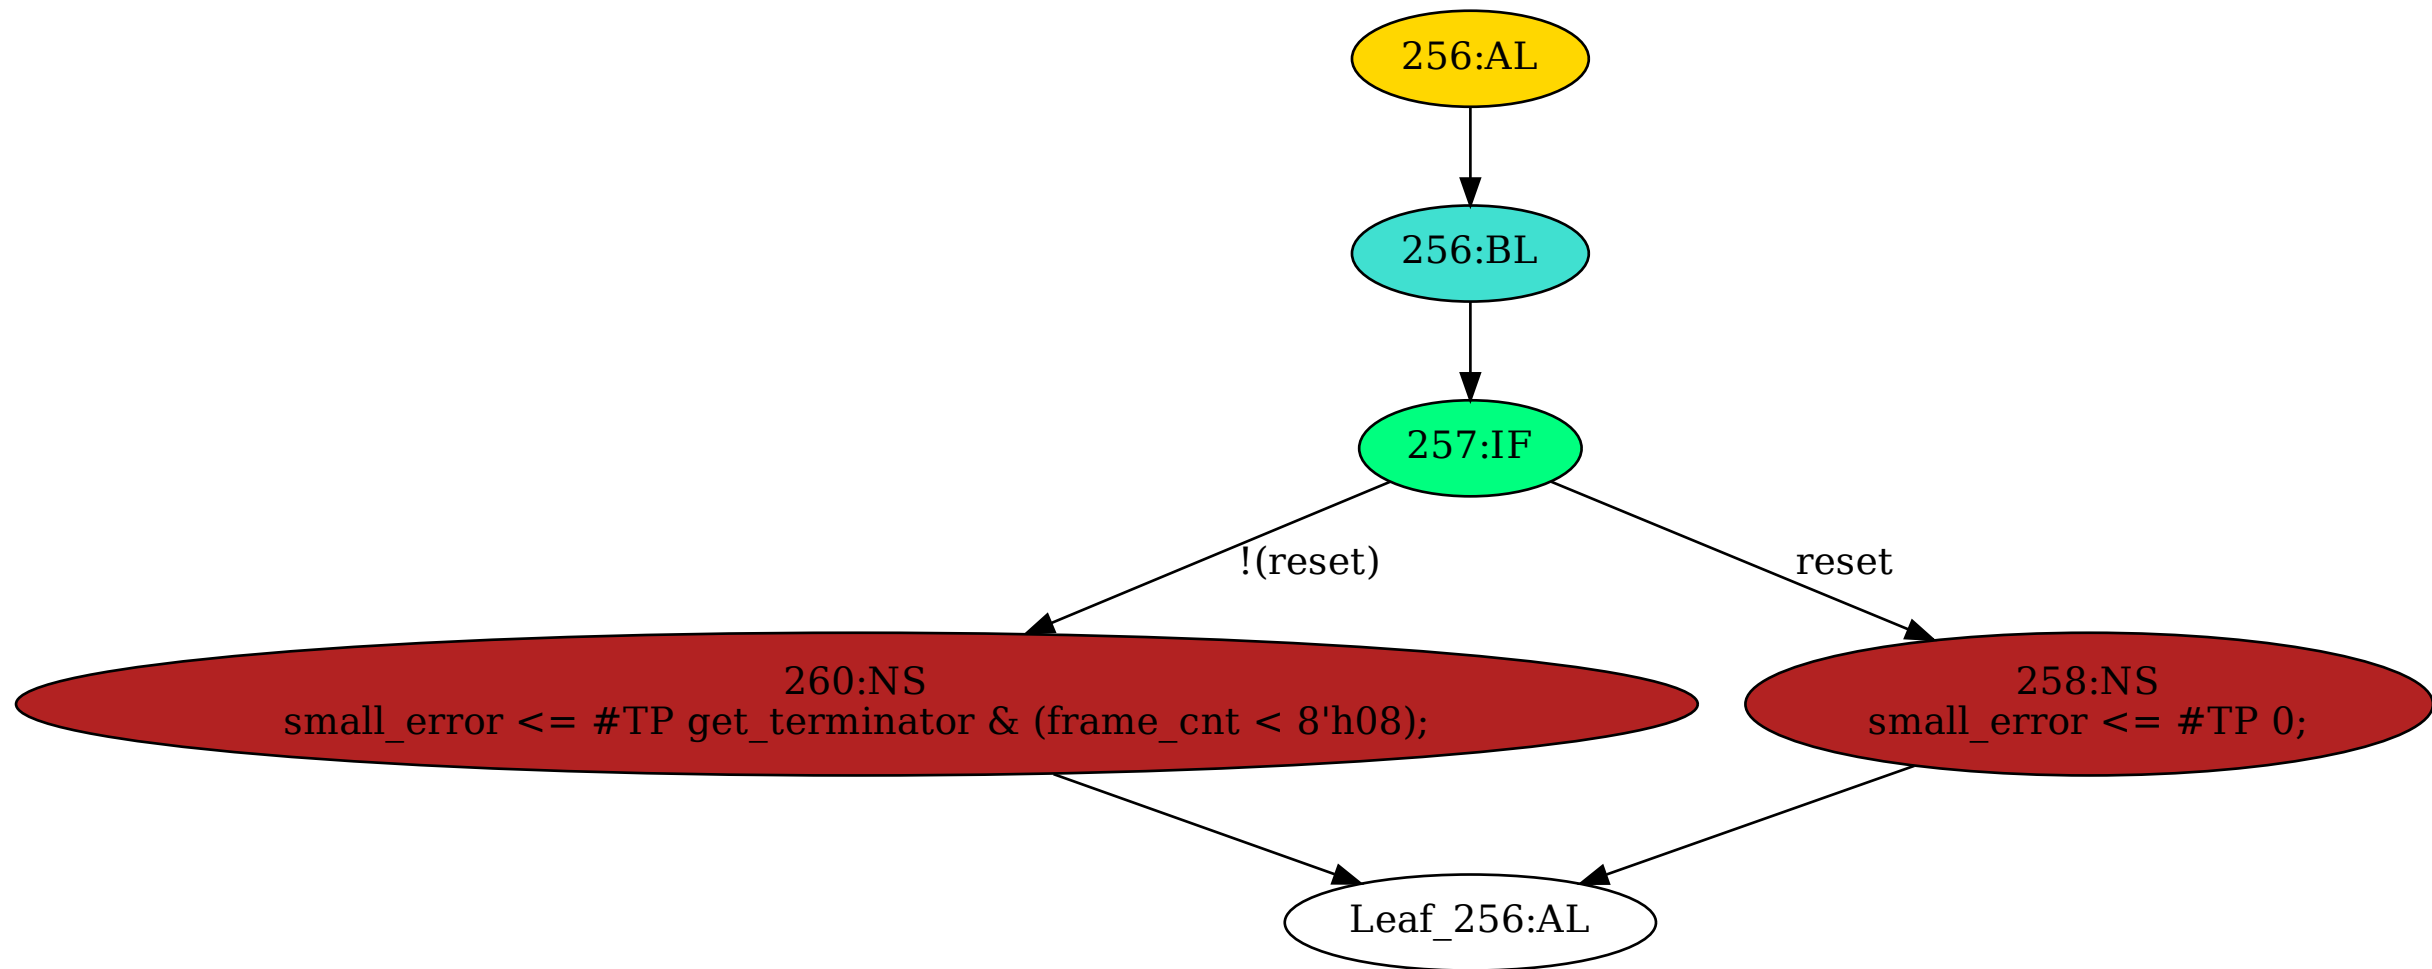 256:AL
256:BL
257:IF
!(reset)
reset
260:NS
small_error <= #TP get_terminator & (frame_cnt < 8'h08);
258:NS
small_error <= #TP 0;
Leaf_256:AL